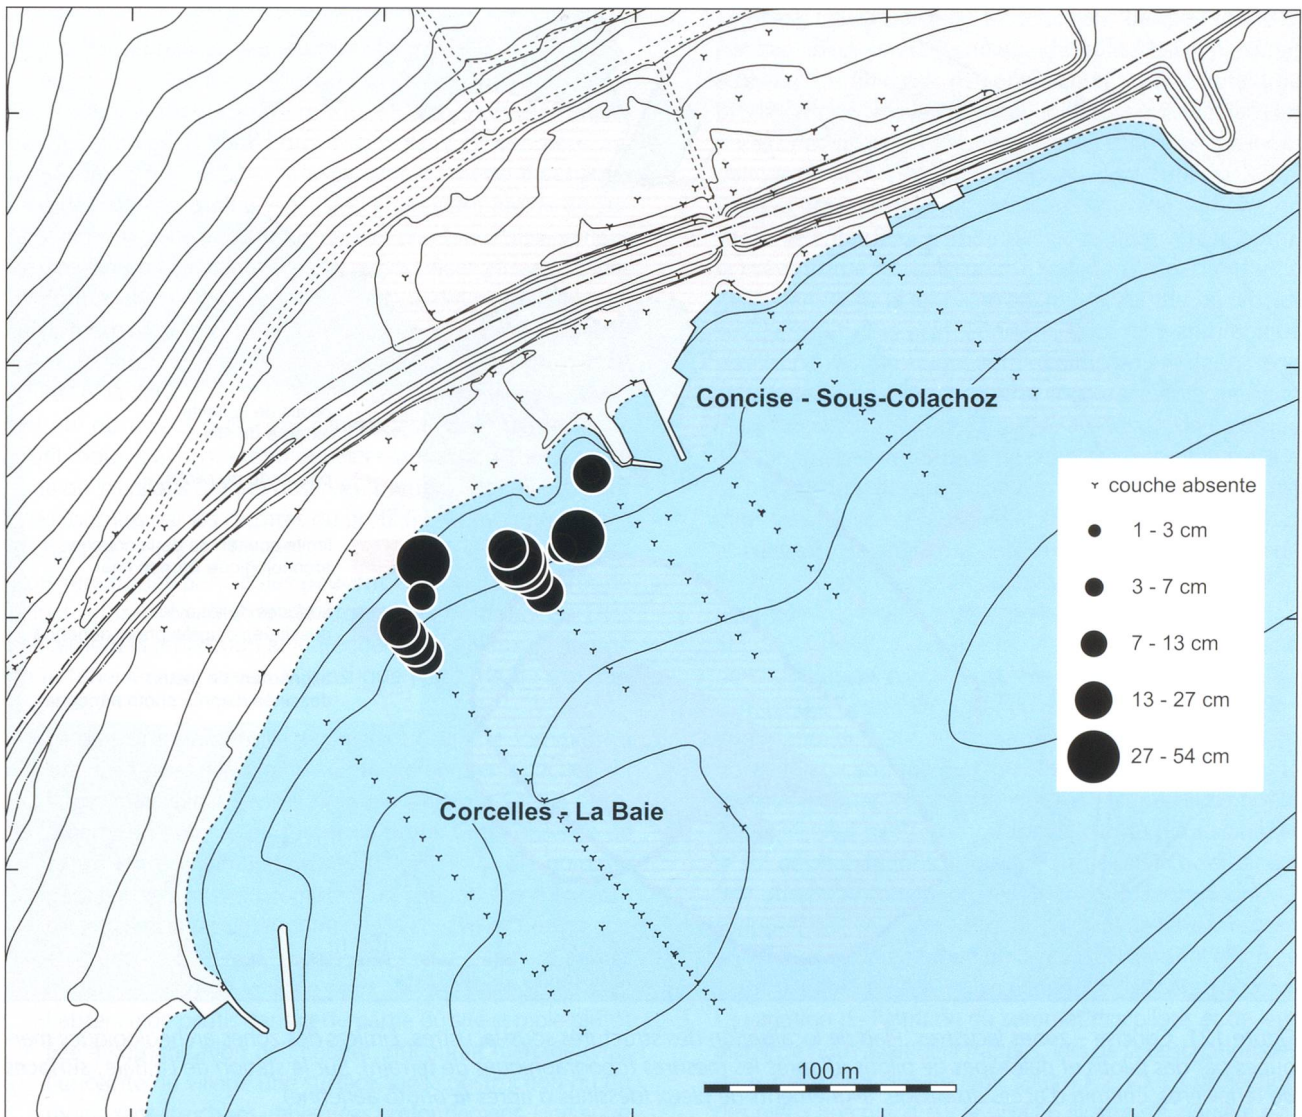 Concise - Sous-Colachoz
couche absente
1 - 3 cm
3 - 7 cm
7 - 13 cm
13 - 27 cm
27 - 54 cm
Corcelles - La Baie
100 m